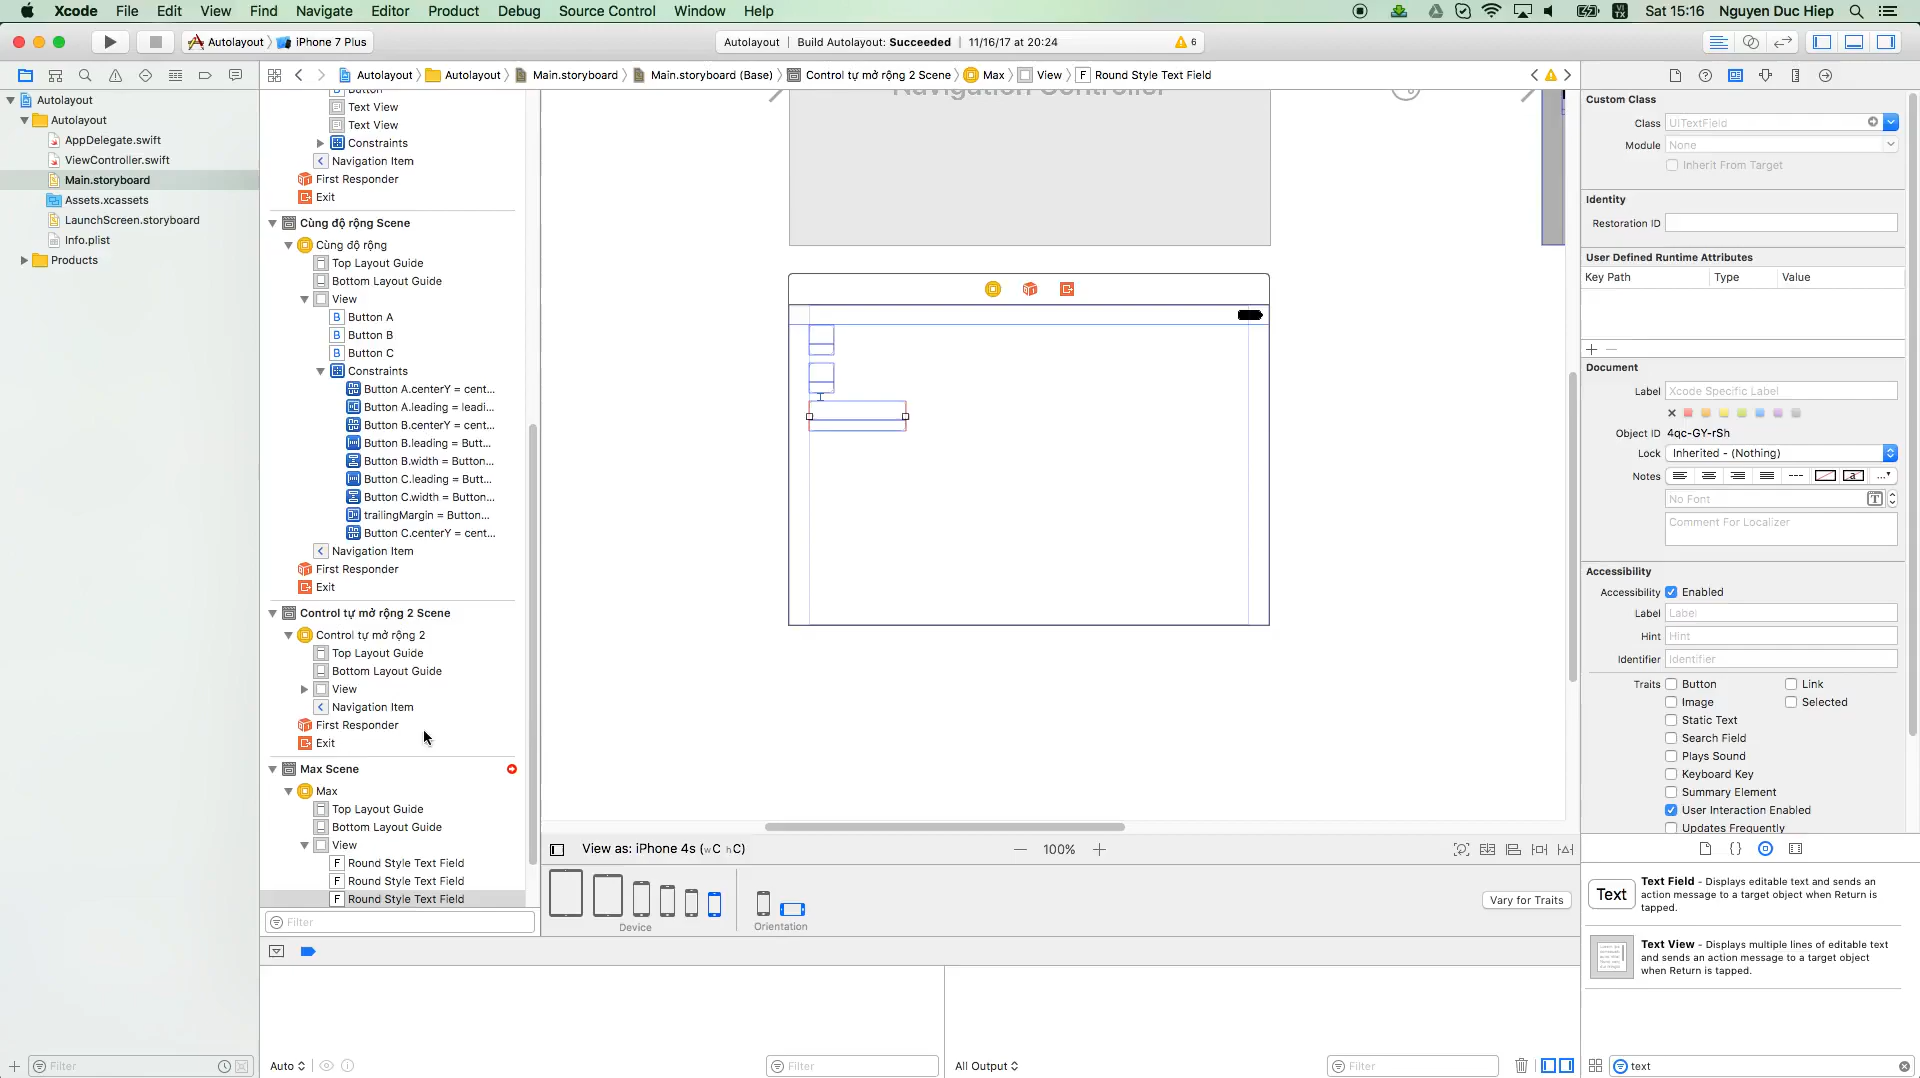 Xcode File Edit View Find Navigate Editor Product Debug Source Control Window Help
Sat 15:16 Nguyen Duc Hiep
Autolayout iPhone 7 Plus
Autolayout Build Autolayout: Succeeded 11/16/17 at 20:24
6
Autolayout Autolayout Main.storyboard Main.storyboard (Base) Control tự mở rộng 2 Scene Max View F Round Style Text Field
Autolayout
Autolayout
AppDelegate.swift
ViewController.swift
Main.storyboard
Assets.xcassets
LaunchScreen.storyboard
Info.plist
Products
Button
Text View
Text View
Constraints
Navigation Item
First Responder
Exit
Cùng độ rộng Scene
Cùng độ rộng
Top Layout Guide
Bottom Layout Guide
View
B Button A
B Button B
B Button C
Constraints
Button A.centerY = cent...
Button A.leading = leadi...
Button B.centerY = cent...
Button B.leading = Butt...
Button B.width = Button...
Button C.leading = Butt...
Button C.width = Button...
trailingMargin = Button...
Button C.centerY = cent...
Navigation Item
First Responder
Exit
Control tự mở rộng 2 Scene
Control tự mở rộng 2
Top Layout Guide
Bottom Layout Guide
View
Navigation Item
First Responder
Exit
Max Scene
Max
Top Layout Guide
Bottom Layout Guide
View
F Round Style Text Field
F Round Style Text Field
F Round Style Text Field
Filter
Navigation Controller
View as: iPhone 4s (wC hC)
100%
Device
Orientation
Vary for Traits
Custom Class
Class UITextField
Module None
Inherit From Target
Identity
Restoration ID
User Defined Runtime Attributes
Key Path Type Value
Document
Label Xcode Specific Label
Object ID 4qc-GY-rSh
Lock Inherited - (Nothing)
Notes
No Font
Comment For Localizer
Accessibility
Accessibility Enabled
Label Label
Hint Hint
Identifier Identifier
Traits Button Link
Image Selected
Static Text
Search Field
Plays Sound
Keyboard Key
Summary Element
User Interaction Enabled
Updates Frequently
Text
Text Field - Displays editable text and sends an action message to a target object when Return is tapped.
Text View - Displays multiple lines of editable text and sends an action message to a target object when Return is tapped.
Filter
Auto
Filter
All Output
Filter
text